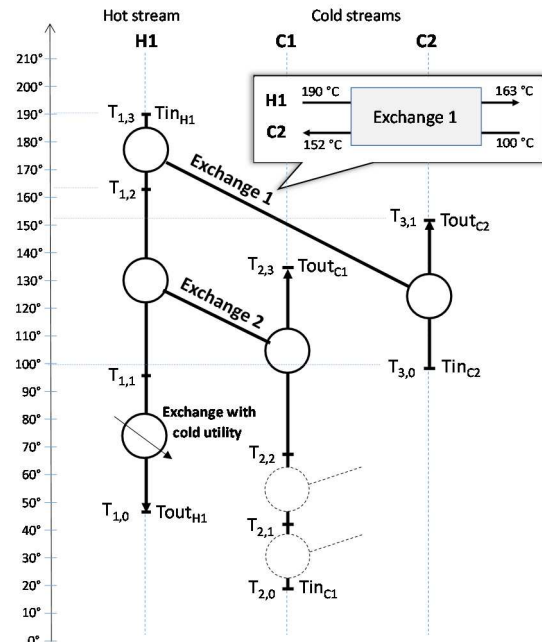 Hot stream Cold streams
H1 C1 C2
210°
200°
190°
180°
170°
160°
150°
140°
130°
120°
110°
100°
90°
80°
70°
60°
50°
40°
30°
20°
10°
0°
T1,3 TinH1
T1,2
T1,1
Exchange with
cold utility
T1,0 ToutH1
Exchange 1
Exchange 2
T2,3 ToutC1
T2,2
T2,1
T2,0 TinC1
T3,1 ToutC2
T3,0 TinC2
H1 190 °C Exchange 1 163 °C
C2 152 °C 100 °C